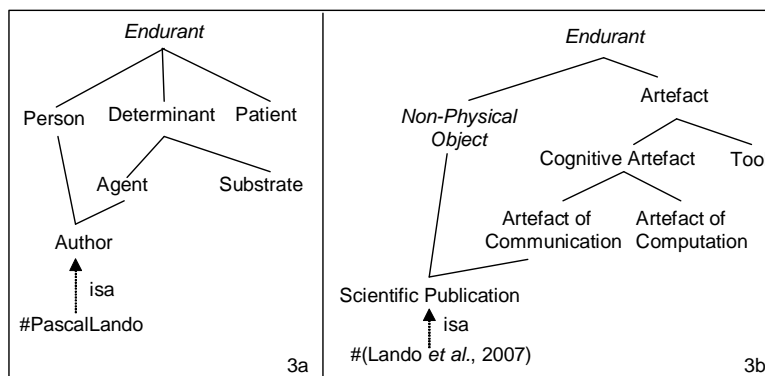 Endurant
Person Determinant Patient
Agent Substrate
Author
isa
#PascalLando
3a
Endurant
Artefact
Non-Physical
Object
Cognitive Artefact Too
Artefact of
Communication
Artefact of
Computation
Scientific Publication
isa
#(Lando et al., 2007)
3b